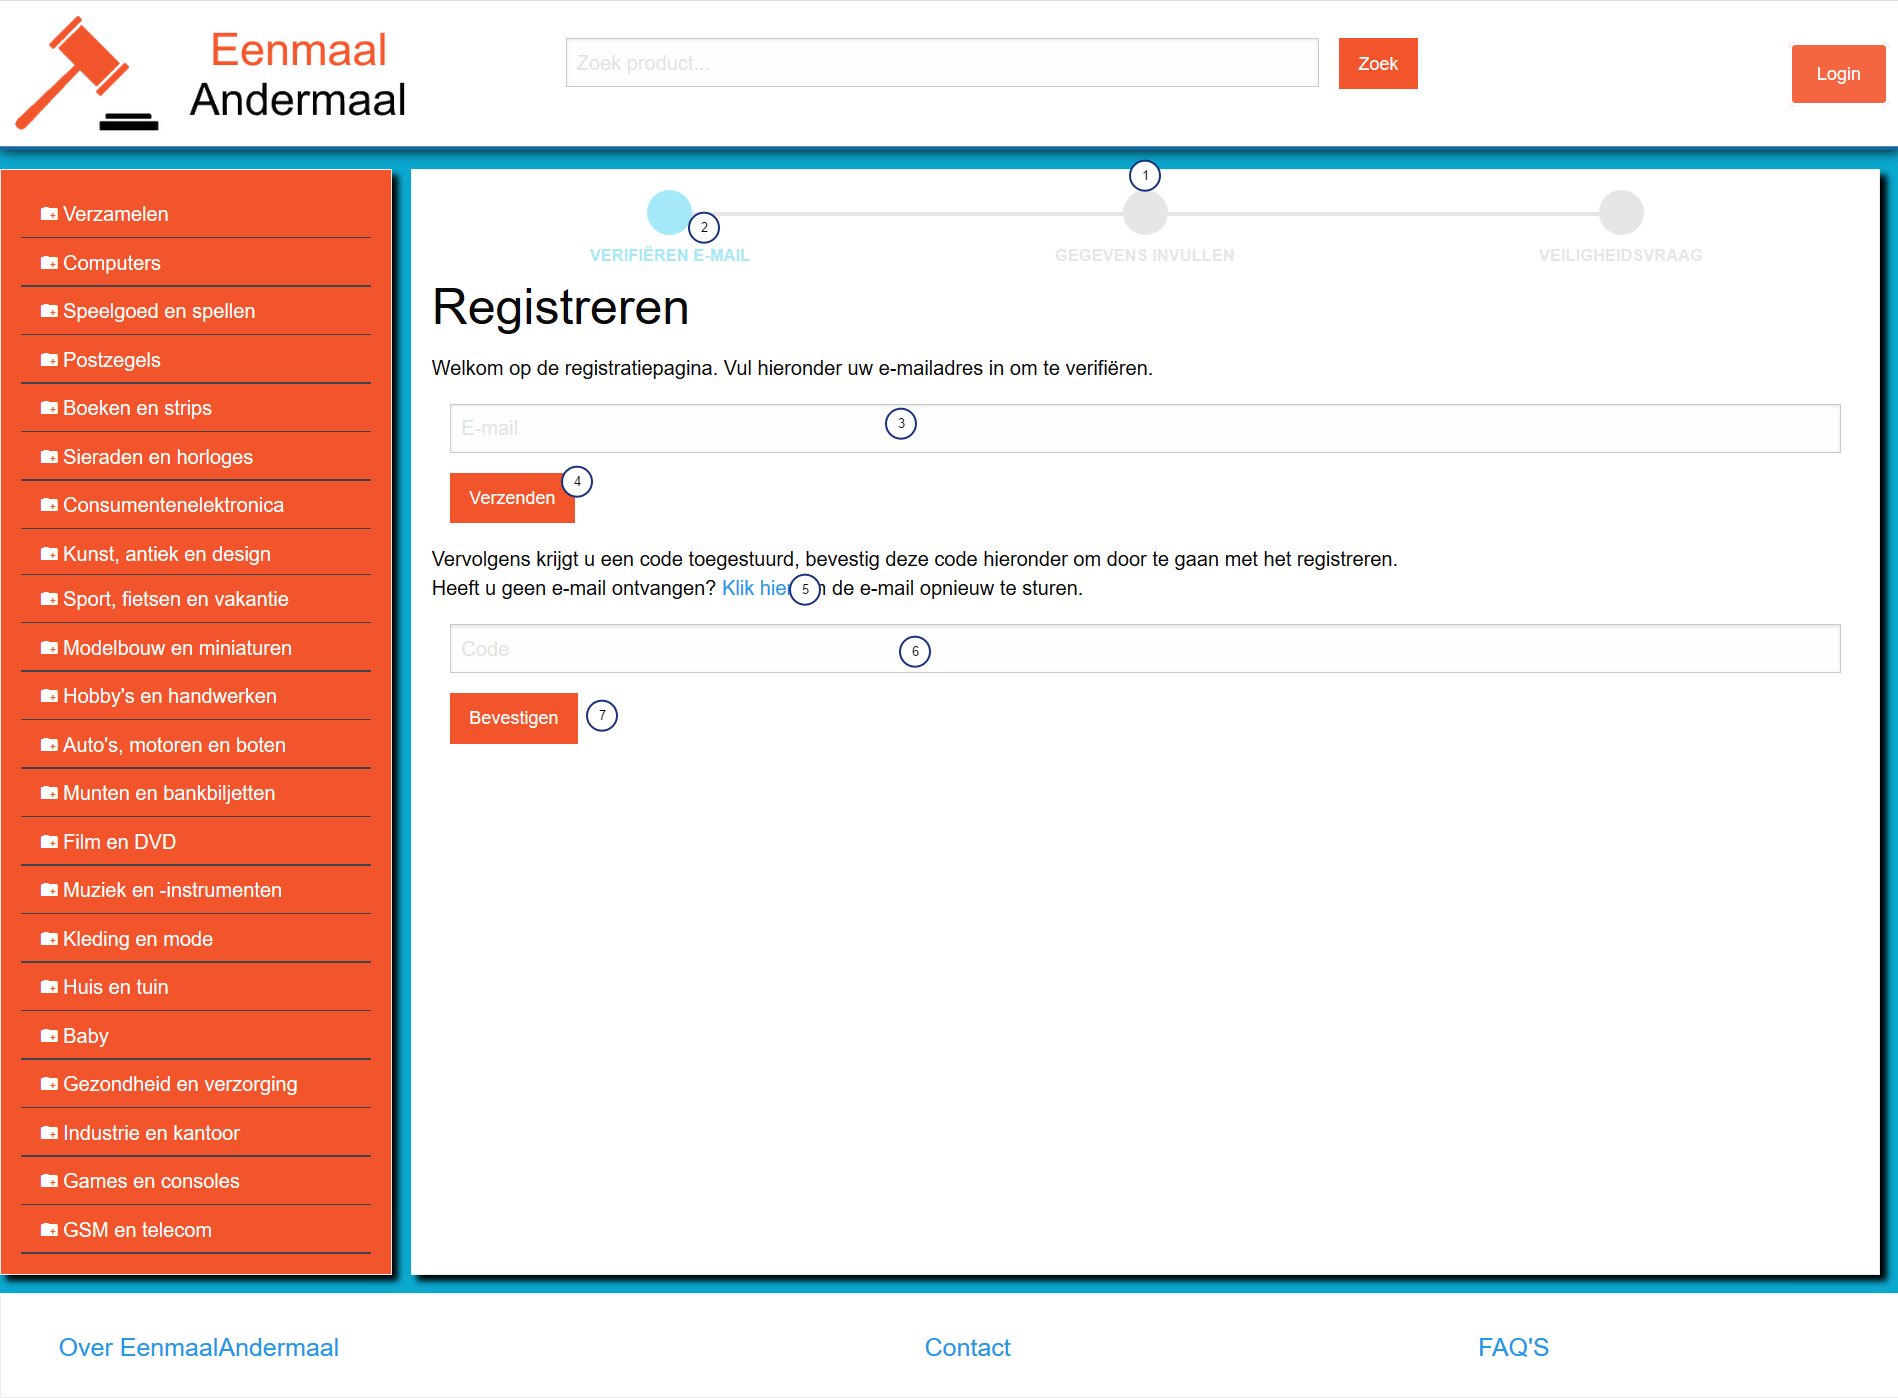 Eenmaal
Andermaal
Zoek product...
Zoek
Login
Verzamelen
Computers
Speelgoed en spellen
Postzegels
Boeken en strips
Sieraden en horloges
Consumentenelektronica
Kunst, antiek en design
Sport, fietsen en vakantie
Modelbouw en miniaturen
Hobby's en handwerken
Auto's, motoren en boten
Munten en bankbiljetten
Film en DVD
Muziek en -instrumenten
Kleding en mode
Huis en tuin
Baby
Gezondheid en verzorging
Industrie en kantoor
Games en consoles
GSM en telecom
1
2
VERIFIËREN E-MAIL
GEGEVENS INVULLEN
VEILIGHEIDSVRAAG
Registreren
Welkom op de registratiepagina. Vul hieronder uw e-mailadres in om te verifiëren.
E-mail
3
Verzenden
4
Vervolgens krijgt u een code toegestuurd, bevestig deze code hieronder om door te gaan met het registreren.
Heeft u geen e-mail ontvangen? Klik hier 5 de e-mail opnieuw te sturen.
Code
6
Bevestigen
7
Over EenmaalAndermaal
Contact
FAQ'S